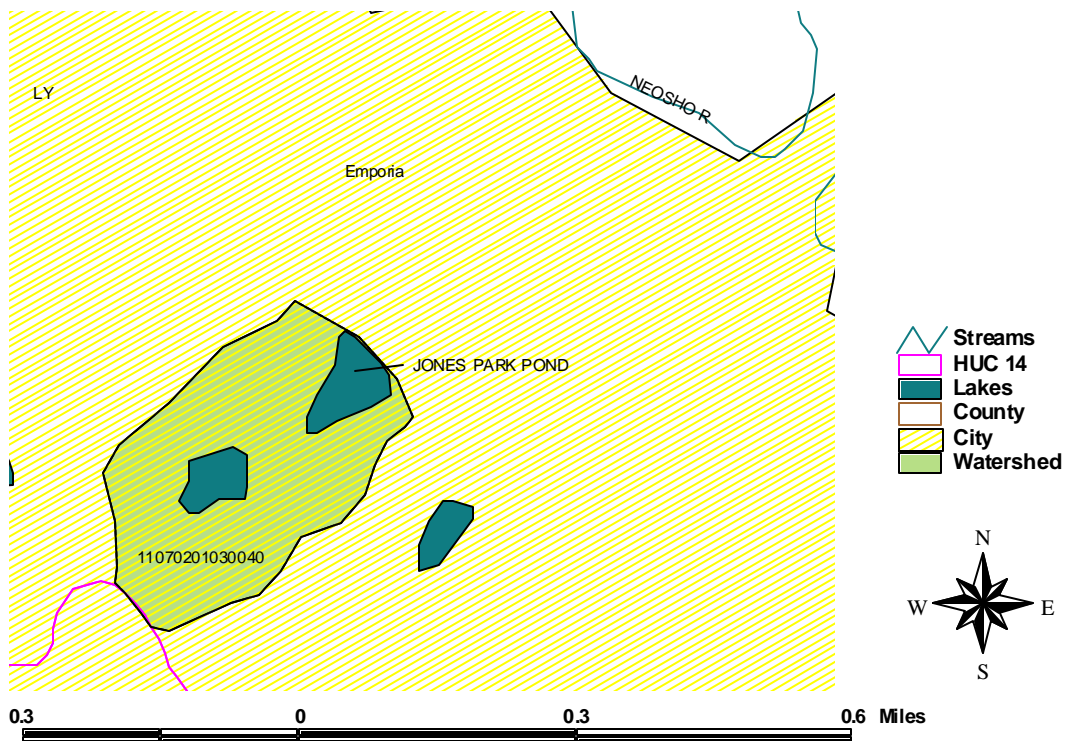 LY
NEOSHO R
Emporia
JONES PARK POND
11070201030040
Streams
HUC 14
Lakes
County
City
Watershed
N
W
E
S
0.3 0 0.3 0.6 Miles